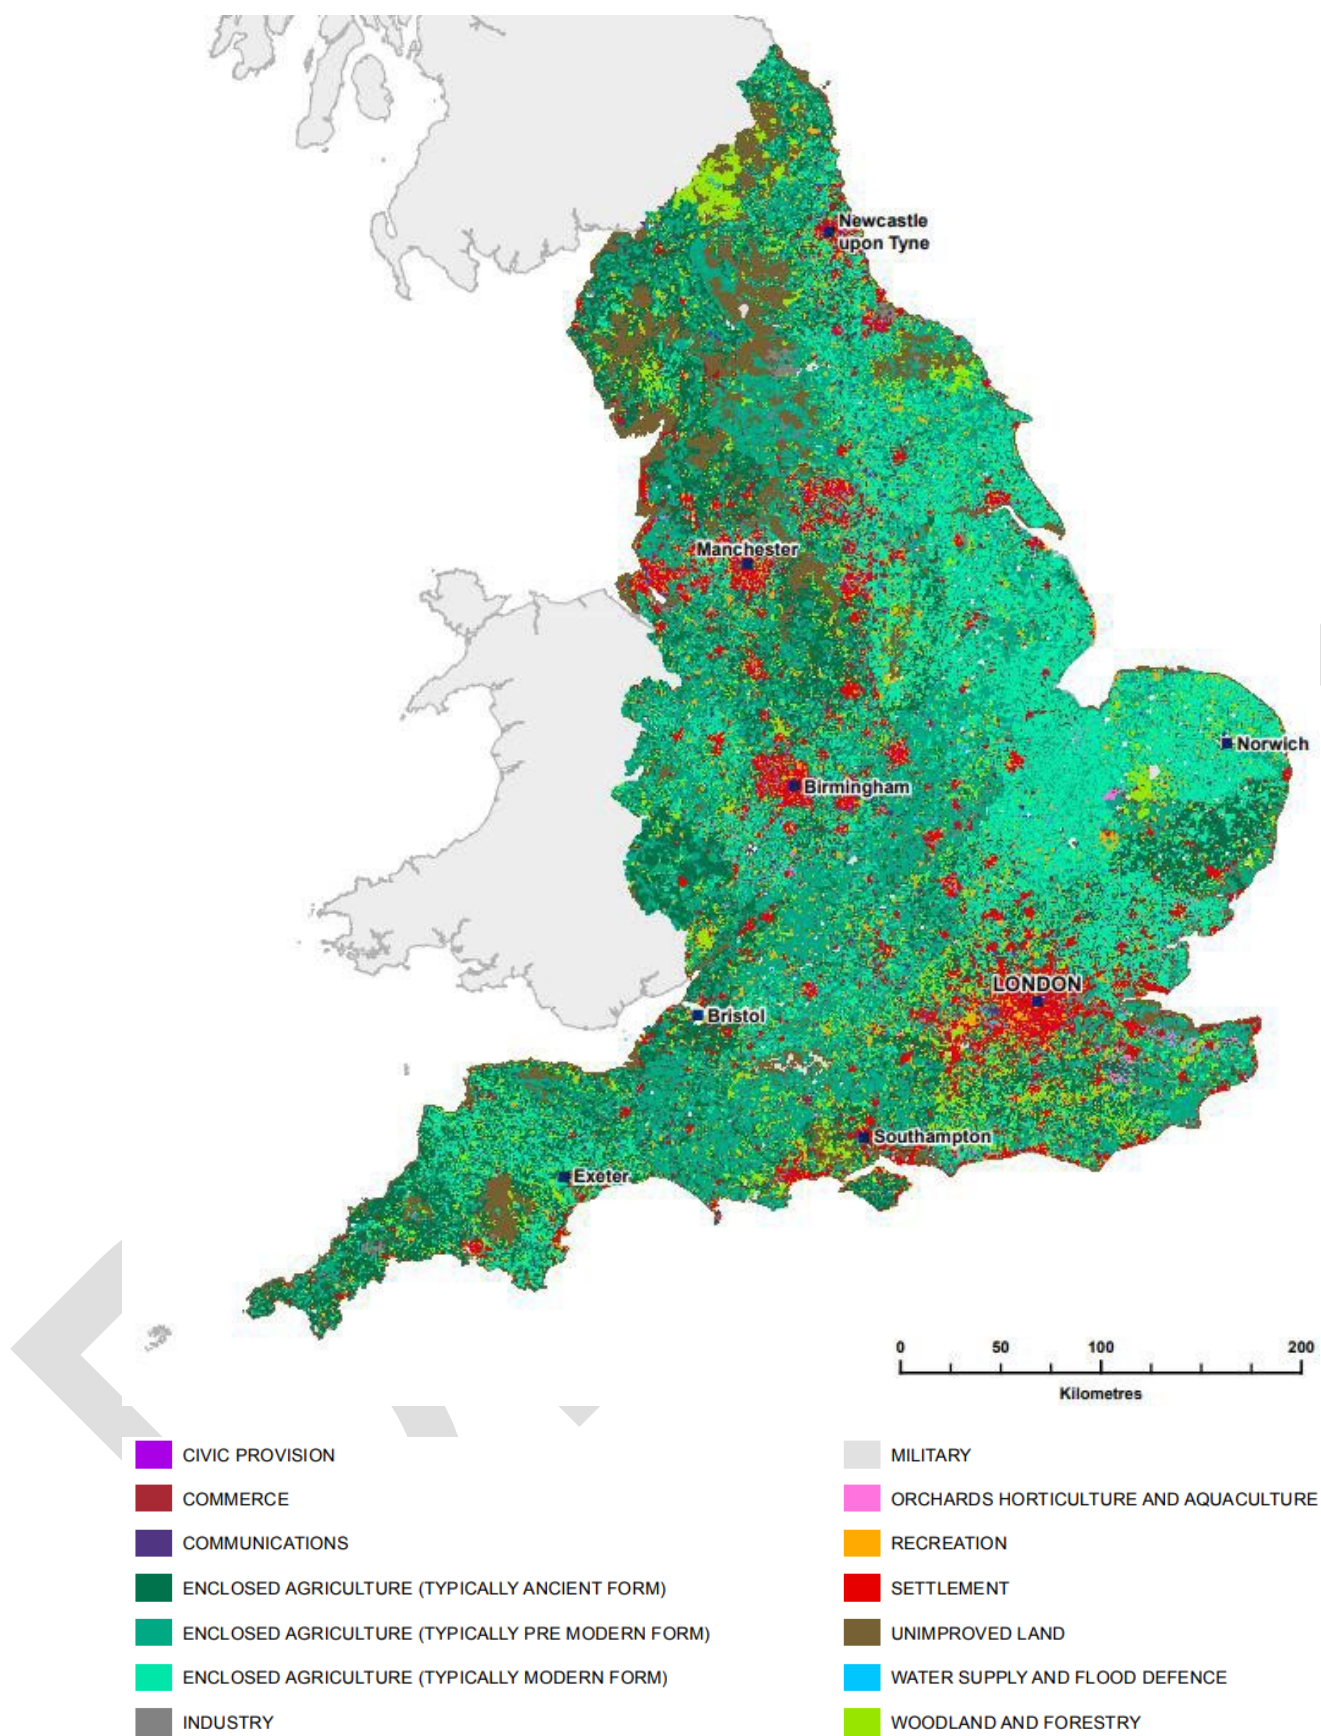 Newcastle
upon Tyne
Manchester
Norwich
Birmingham
LONDON
Bristol
Southampton
Exeter
0 50 100 200
Kilometres
CIVIC PROVISION
COMMERCE
COMMUNICATIONS
ENCLOSED AGRICULTURE (TYPICALLY ANCIENT FORM)
ENCLOSED AGRICULTURE (TYPICALLY PRE MODERN FORM)
ENCLOSED AGRICULTURE (TYPICALLY MODERN FORM)
INDUSTRY
MILITARY
ORCHARDS HORTICULTURE AND AQUACULTURE
RECREATION
SETTLEMENT
UNIMPROVED LAND
WATER SUPPLY AND FLOOD DEFENCE
WOODLAND AND FORESTRY